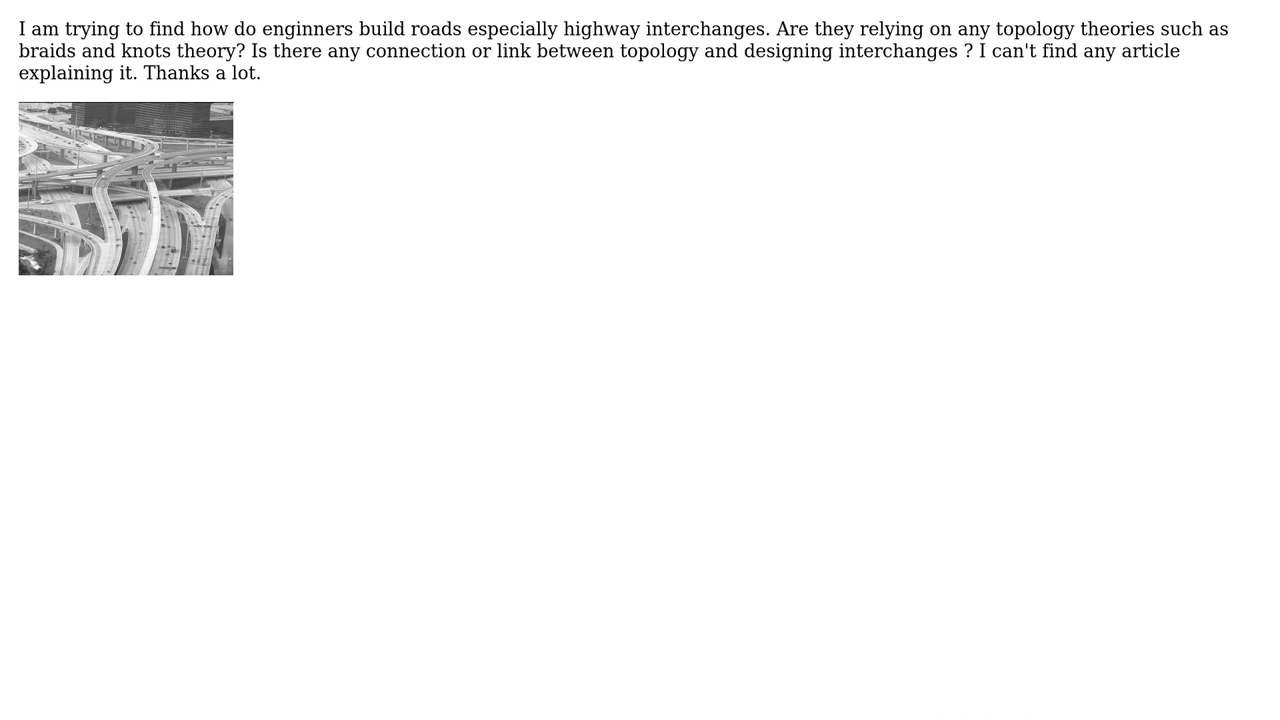 I am trying to find how do enginners build roads especially highway interchanges. Are they relying on any topology theories such as
braids and knots theory? Is there any connection or link between topology and designing interchanges ? I can't find any article
explaining it. Thanks a lot.